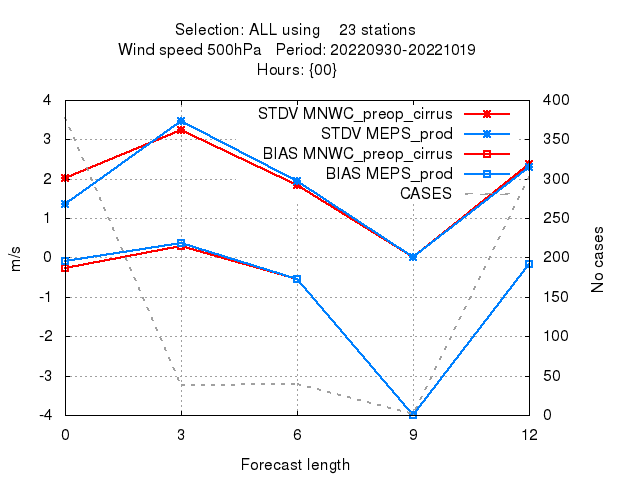 Selection: ALL using 23 stations
Wind speed 500hPa Period: 20220930-20221019
Hours: {00}
4 400
STDV MNWC_preop_cirrus
STDV MEPS_prod
3 350
BIAS MNWC_preop_cirrus
BIAS MEPS_prod
2 300
CASES
1 250
0 200
m/s
No cases
-1 150
-2 100
-3 50
-4 0
0 3 6 9 12
Forecast length